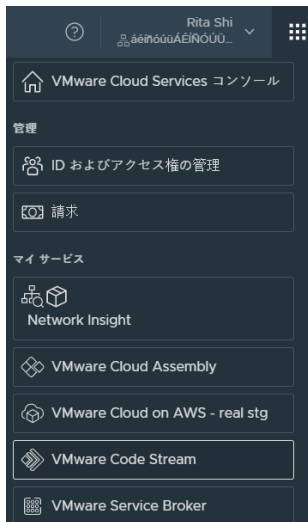 Rita Shi
áéíñóúüÁÉÍÑÓÚÜ...
VMware Cloud Services コンソール
管理
ID およびアクセス権の管理
請求
マイ サービス
Network Insight
VMware Cloud Assembly
VMware Cloud on AWS - real stg
VMware Code Stream
VMware Service Broker